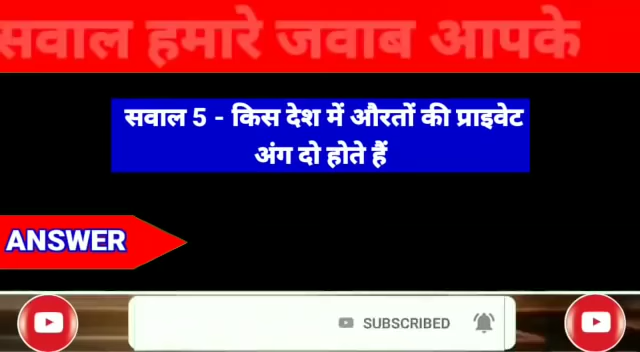 सवाल हमारे जवाब आपके
सवाल 5 - किस देश में औरतों की प्राइवेट
अंग दो होते हैं
ANSWER
SUBSCRIBED